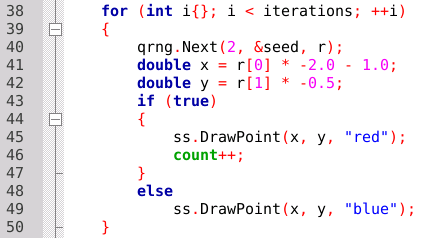 38 for (int i{}; i < iterations; ++i)
39 {
40 qrng.Next(2, &seed, r);
41 double x = r[0] * -2.0 - 1.0;
42 double y = r[1] * -0.5;
43 if (true)
44 {
45 ss.DrawPoint(x, y, "red");
46 count++;
47 }
48 else
49 ss.DrawPoint(x, y, "blue");
50 }